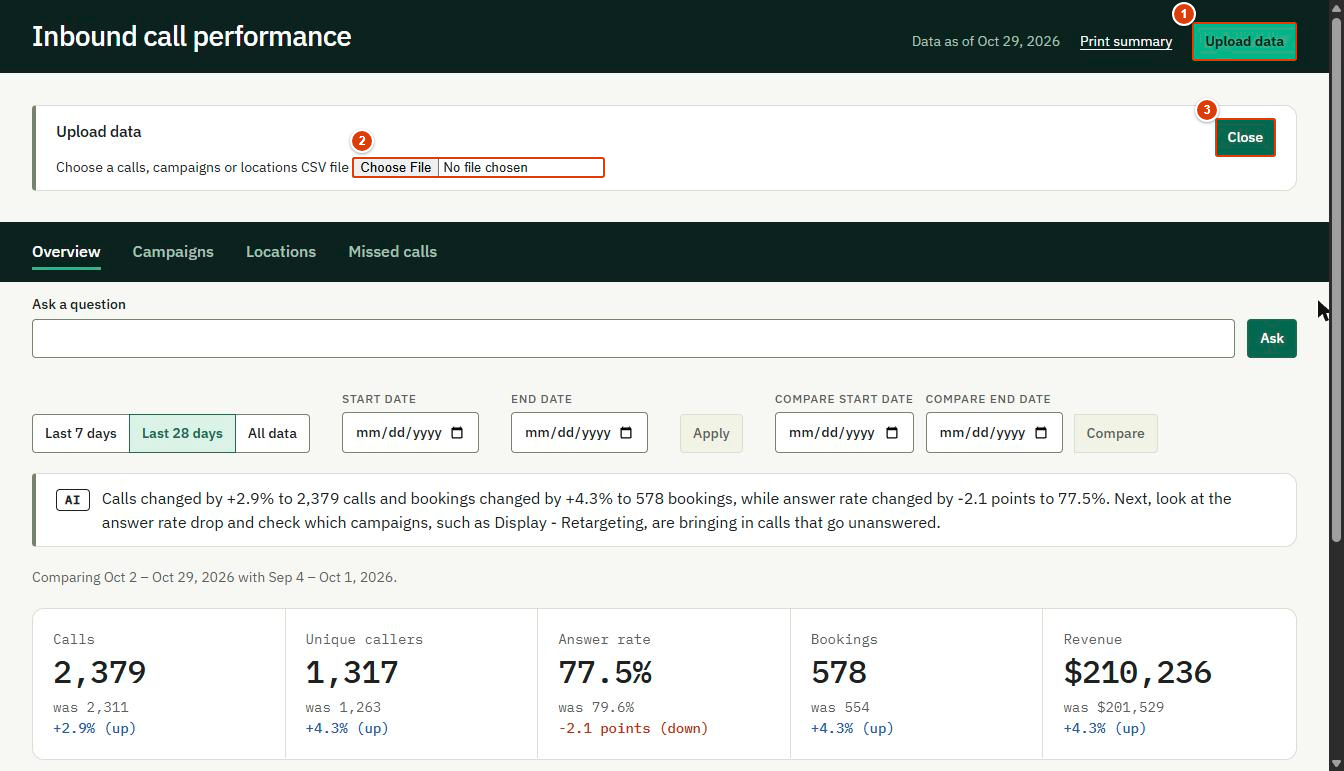 Inbound call performance
Data as of Oct 29, 2026
Print summary
1
Upload data
Upload data
3
Close
2
Choose a calls, campaigns or locations CSV file Choose File No file chosen
Overview Campaigns Locations Missed calls
Ask a question
Ask
Last 7 days Last 28 days All data
START DATE
mm/dd/yyyy
END DATE
mm/dd/yyyy
Apply
COMPARE START DATE
mm/dd/yyyy
COMPARE END DATE
mm/dd/yyyy
Compare
AI
Calls changed by +2.9% to 2,379 calls and bookings changed by +4.3% to 578 bookings, while answer rate changed by -2.1 points to 77.5%. Next, look at the
answer rate drop and check which campaigns, such as Display - Retargeting, are bringing in calls that go unanswered.
Comparing Oct 2 – Oct 29, 2026 with Sep 4 – Oct 1, 2026.
Calls
2,379
was 2,311
+2.9% (up)
Unique callers
1,317
was 1,263
+4.3% (up)
Answer rate
77.5%
was 79.6%
-2.1 points (down)
Bookings
578
was 554
+4.3% (up)
Revenue
$210,236
was $201,529
+4.3% (up)